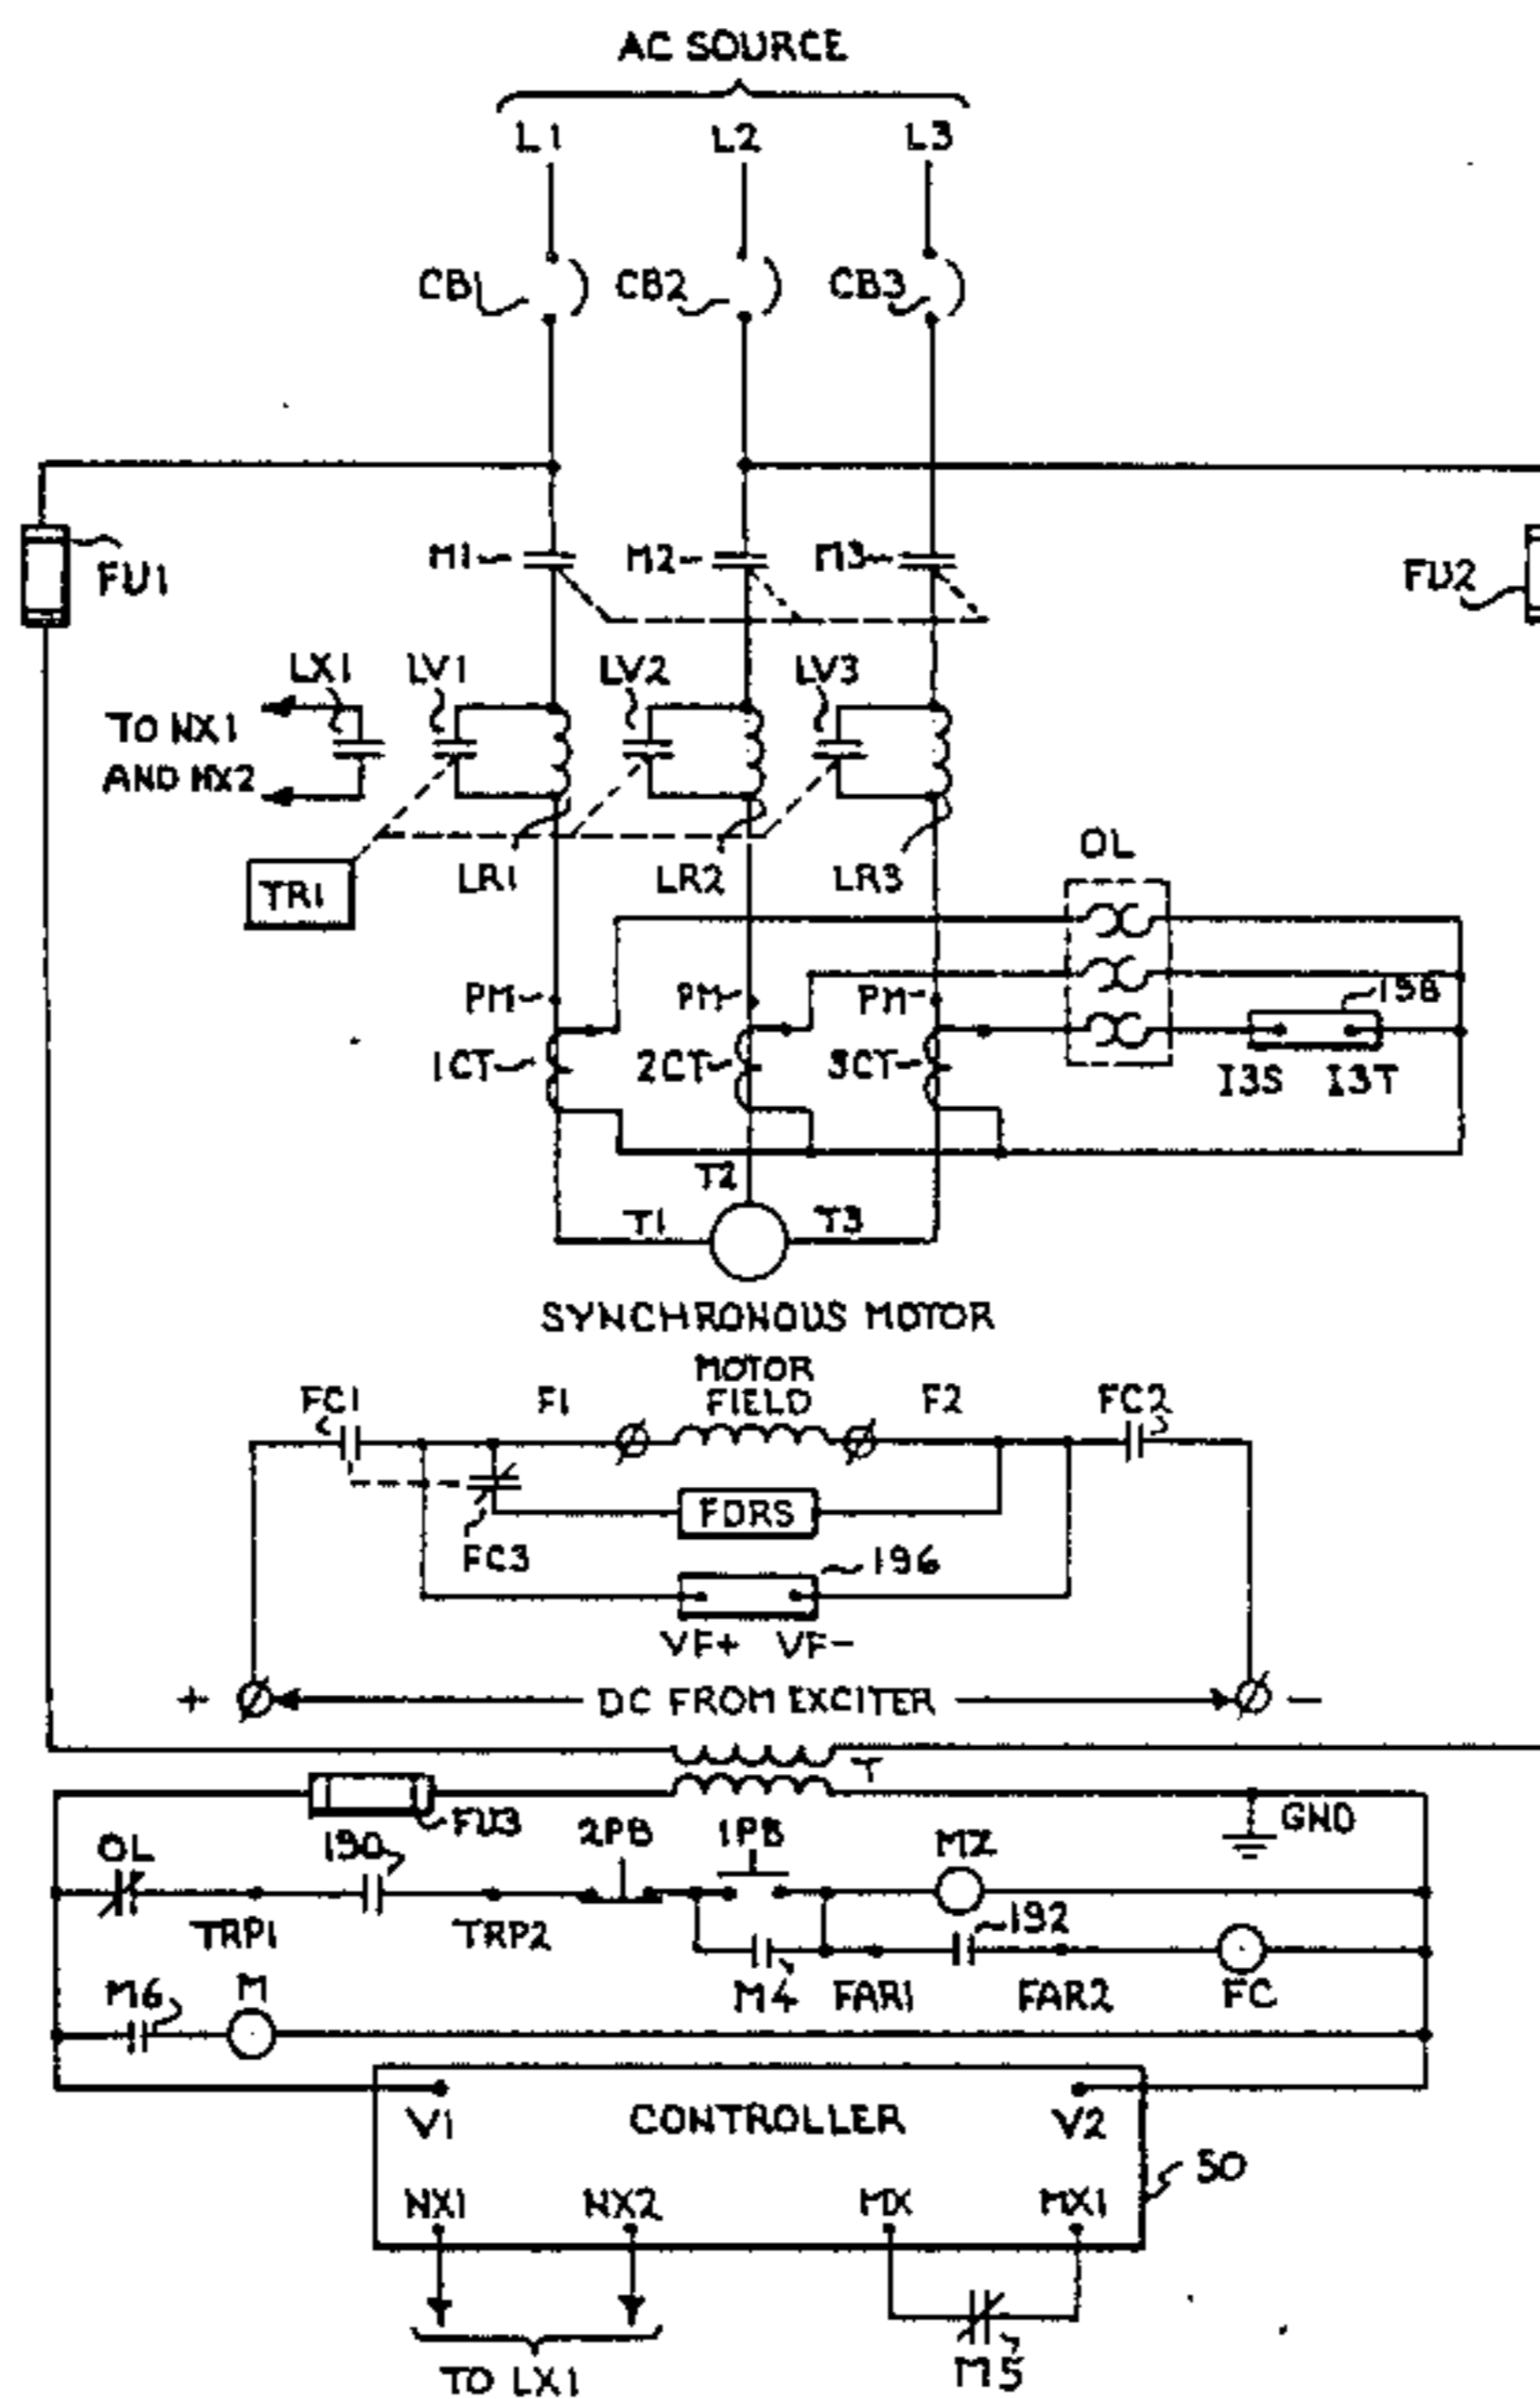 AC SOURCE
L1 L2 L3
CB1 CB2 CB3
M1 M2 M3
FU1 FU2
LX1 LV1 LV2 LV3
TO NX1
AND NX2
OL
TR1 LR1 LR2 LR3
PM PM PM 198
1CT 2CT 3CT I3S I3T
T2
T1 T3
SYNCHRONOUS MOTOR
MOTOR
FC1 F1 FIELD F2 FC2
FDRS
FC3 196
VF+ VF-
+ DC FROM EXCITER -
T
FU3 GND
OL 190 2PB 1PB MZ
TRP1 TRP2 192
M6 M M4 FAR1 FAR2 FC
V1 CONTROLLER V2
50
NX1 NX2 MX MX1
TO LX1 M5